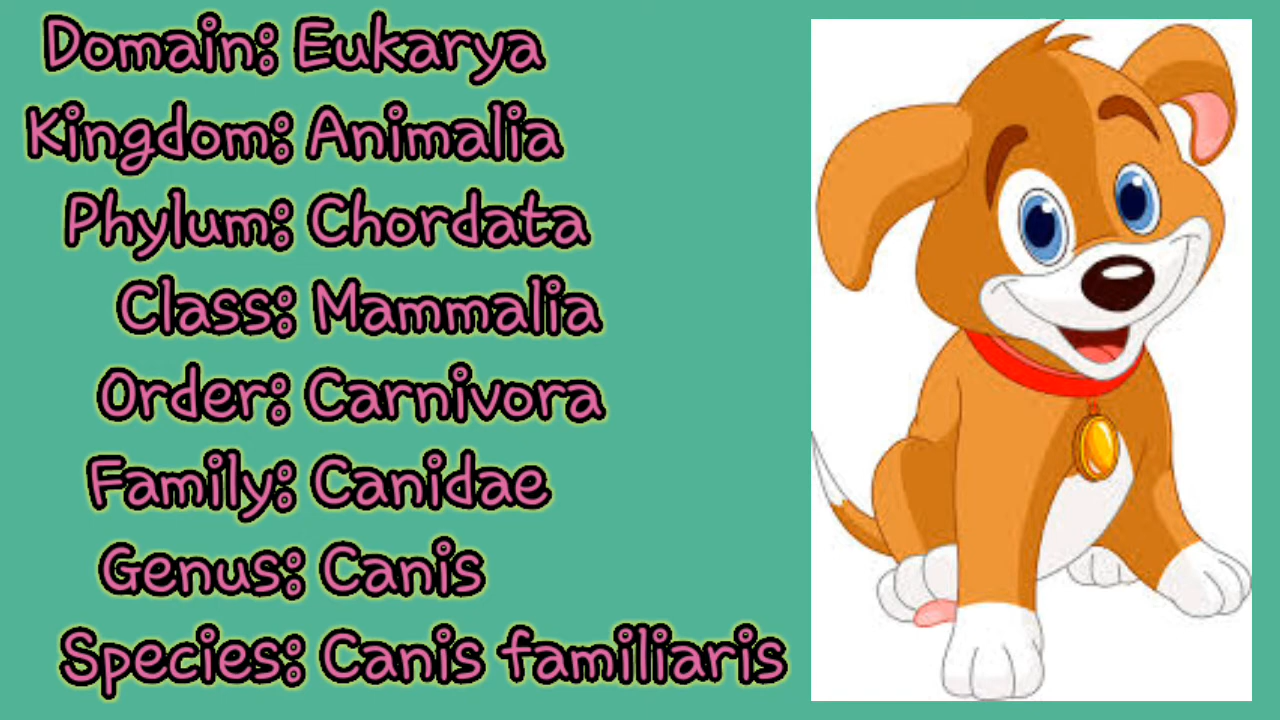 Domain: Eukarya
Kingdom: Animalia
Phylum: Chordata
Class: Mammalia
Order: Carnivora
Family: Canidae
Genus: Canis
Species: Canis familiaris